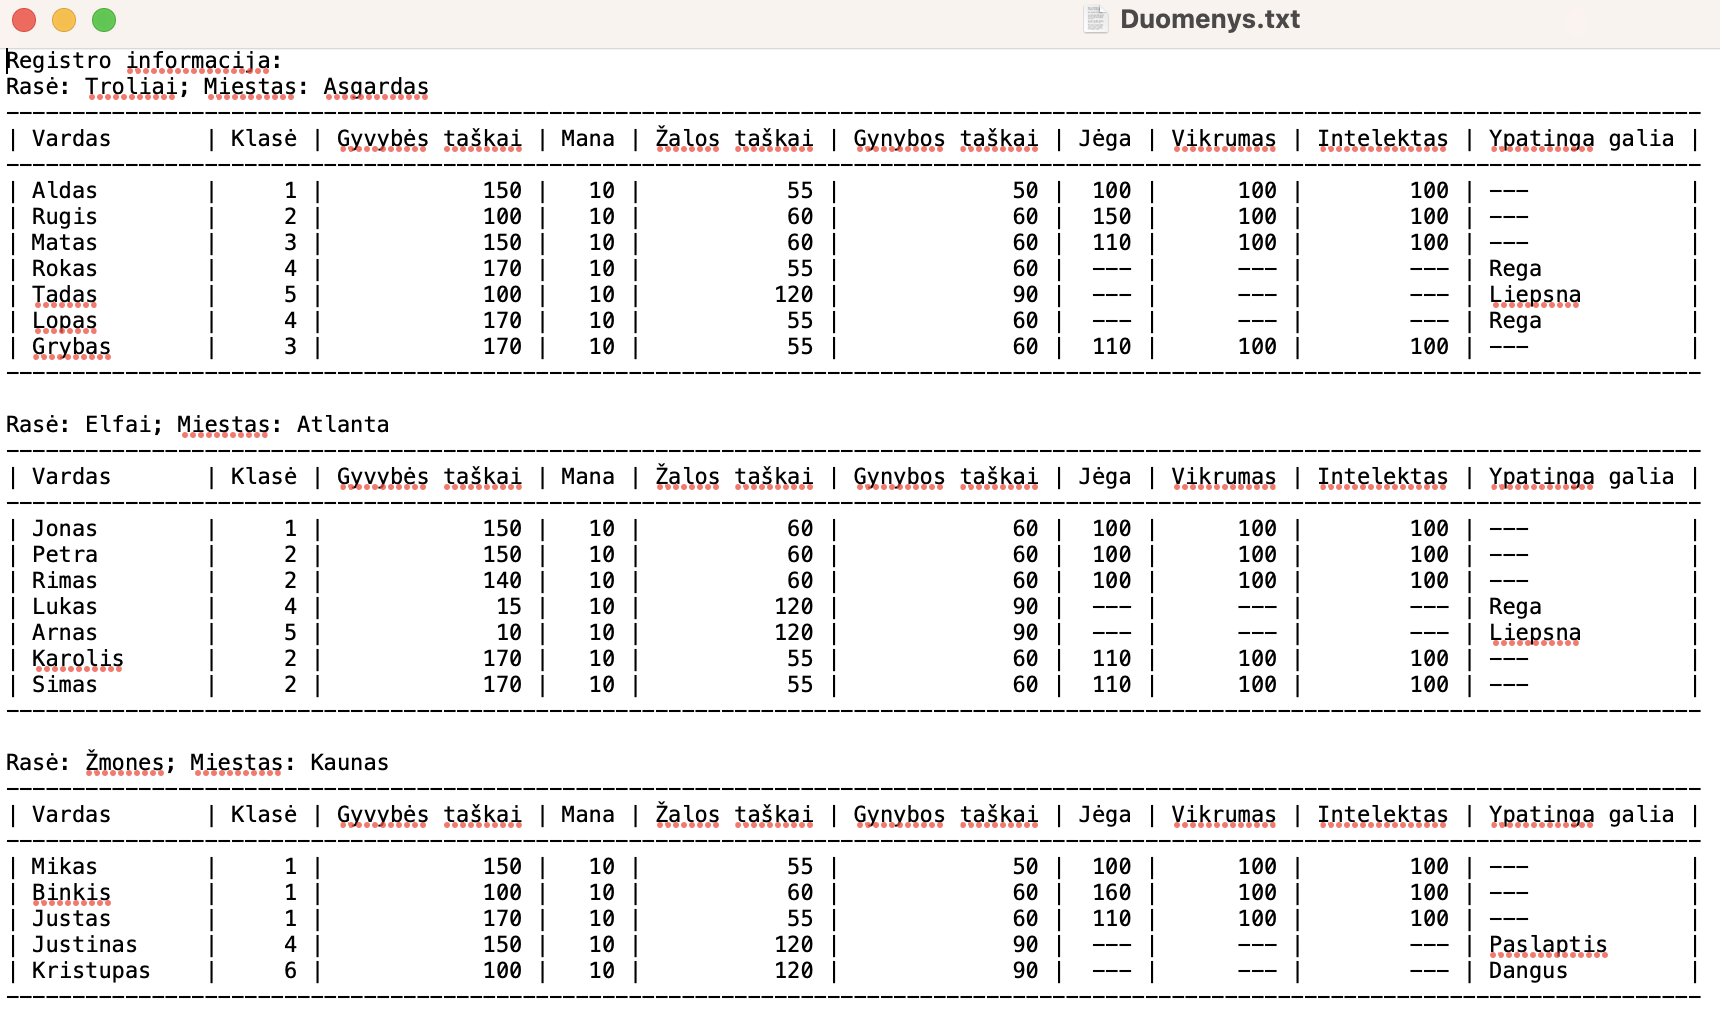 Duomenys.txt
Registro informacija:
Rasė: Troliai; Miestas: Asgardas
| Vardas | Klasė | Gyvybės taškai | Mana | Žalos taškai | Gynybos taškai | Jėga | Vikrumas | Intelektas | Ypatinga galia |
| Aldas | 1 | 150 | 10 | 55 | 50 | 100 | 100 | 100 | --- |
| Rugis | 2 | 100 | 10 | 60 | 60 | 150 | 100 | 100 | --- |
| Matas | 3 | 150 | 10 | 60 | 60 | 110 | 100 | 100 | --- |
| Rokas | 4 | 170 | 10 | 55 | 60 | --- | --- | --- | Rega |
| Tadas | 5 | 100 | 10 | 120 | 90 | --- | --- | --- | Liepsna |
| Lopas | 4 | 170 | 10 | 55 | 60 | --- | --- | --- | Rega |
| Grybas | 3 | 170 | 10 | 55 | 60 | 110 | 100 | 100 | --- |
Rasė: Elfai; Miestas: Atlanta
| Vardas | Klasė | Gyvybės taškai | Mana | Žalos taškai | Gynybos taškai | Jėga | Vikrumas | Intelektas | Ypatinga galia |
| Jonas | 1 | 150 | 10 | 60 | 60 | 100 | 100 | 100 | --- |
| Petra | 2 | 150 | 10 | 60 | 60 | 100 | 100 | 100 | --- |
| Rimas | 2 | 140 | 10 | 60 | 60 | 100 | 100 | 100 | --- |
| Lukas | 4 | 15 | 10 | 120 | 90 | --- | --- | --- | Rega |
| Arnas | 5 | 10 | 10 | 120 | 90 | --- | --- | --- | Liepsna |
| Karolis | 2 | 170 | 10 | 55 | 60 | 110 | 100 | 100 | --- |
| Simas | 2 | 170 | 10 | 55 | 60 | 110 | 100 | 100 | --- |
Rasė: Žmones; Miestas: Kaunas
| Vardas | Klasė | Gyvybės taškai | Mana | Žalos taškai | Gynybos taškai | Jėga | Vikrumas | Intelektas | Ypatinga galia |
| Mikas | 1 | 150 | 10 | 55 | 50 | 100 | 100 | 100 | --- |
| Binkis | 1 | 100 | 10 | 60 | 60 | 160 | 100 | 100 | --- |
| Justas | 1 | 170 | 10 | 55 | 60 | 110 | 100 | 100 | --- |
| Justinas | 4 | 150 | 10 | 120 | 90 | --- | --- | --- | Paslaptis |
| Kristupas | 6 | 100 | 10 | 120 | 90 | --- | --- | --- | Dangus |